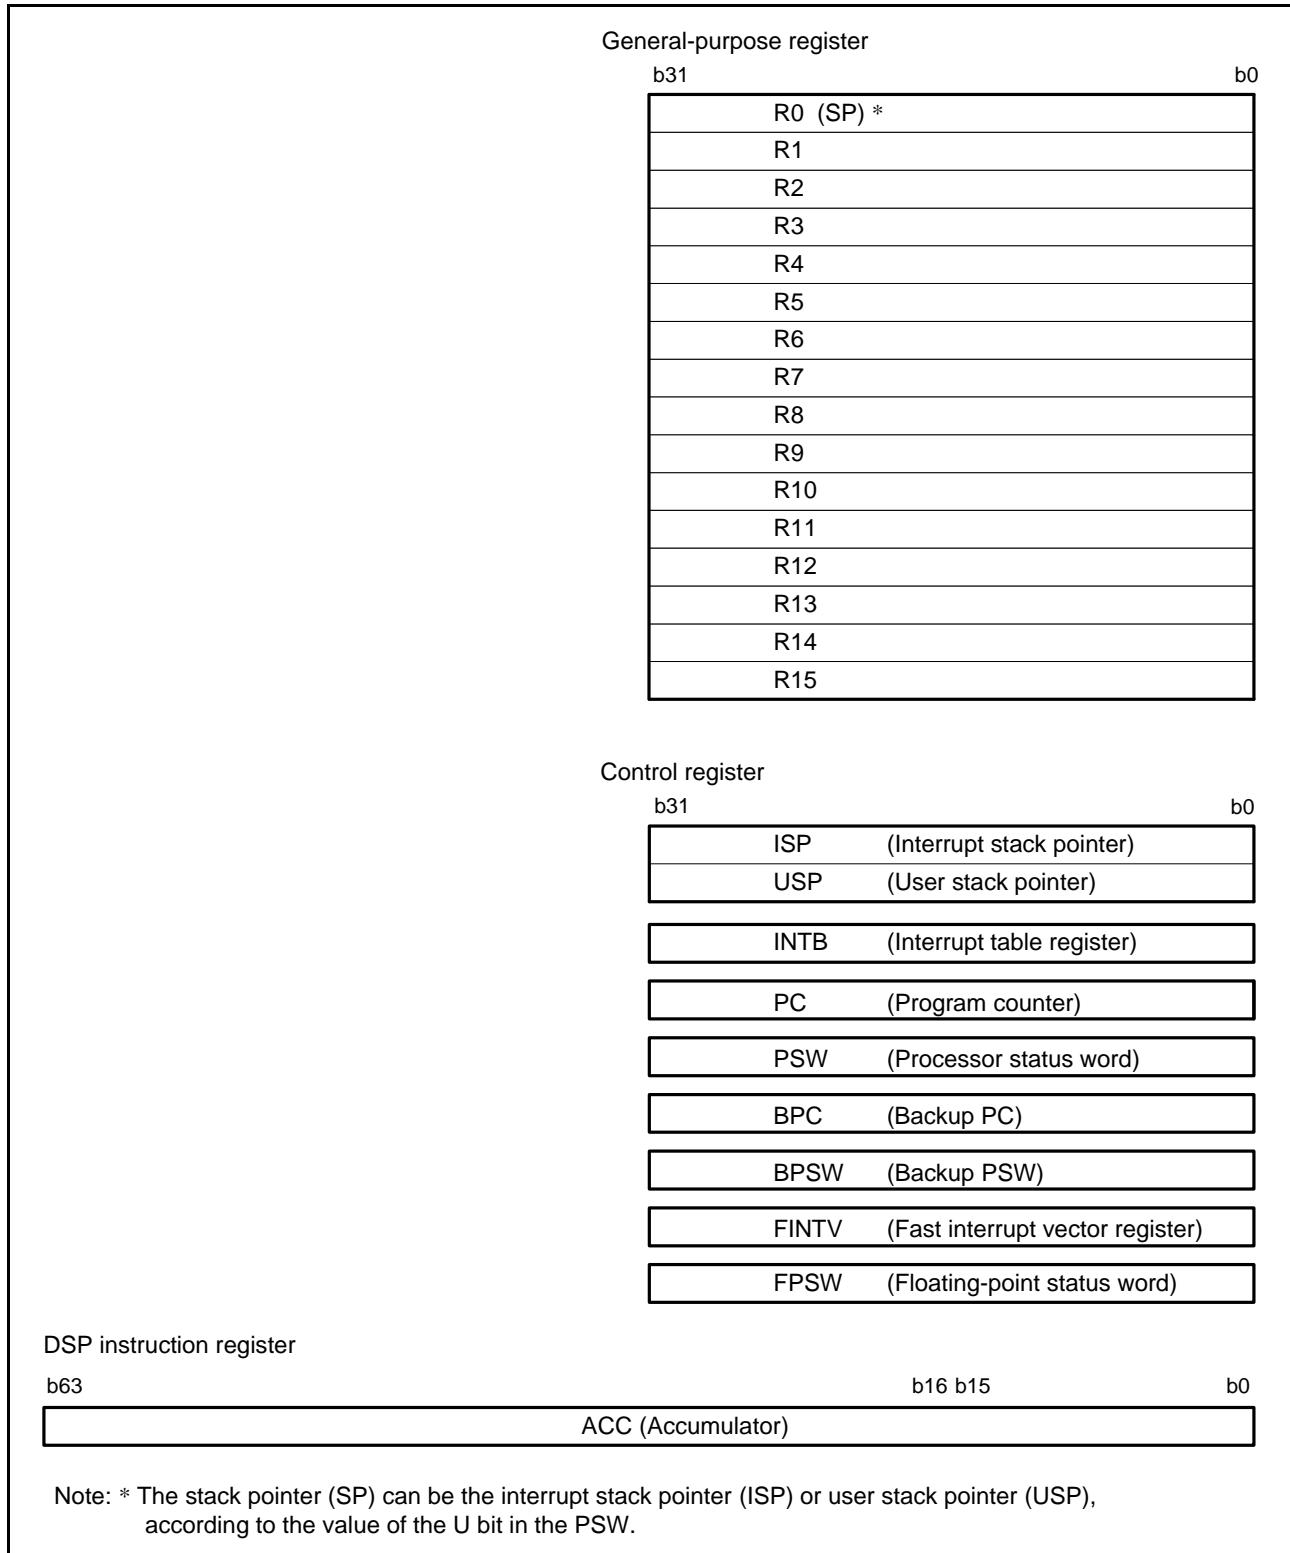 General-purpose register
b31 b0
R0 (SP) *
R1
R2
R3
R4
R5
R6
R7
R8
R9
R10
R11
R12
R13
R14
R15
Control register
b31 b0
ISP (Interrupt stack pointer)
USP (User stack pointer)
INTB (Interrupt table register)
PC (Program counter)
PSW (Processor status word)
BPC (Backup PC)
BPSW (Backup PSW)
FINTV (Fast interrupt vector register)
FPSW (Floating-point status word)
DSP instruction register
b63 b16 b15 b0
ACC (Accumulator)
Note: * The stack pointer (SP) can be the interrupt stack pointer (ISP) or user stack pointer (USP),
according to the value of the U bit in the PSW.